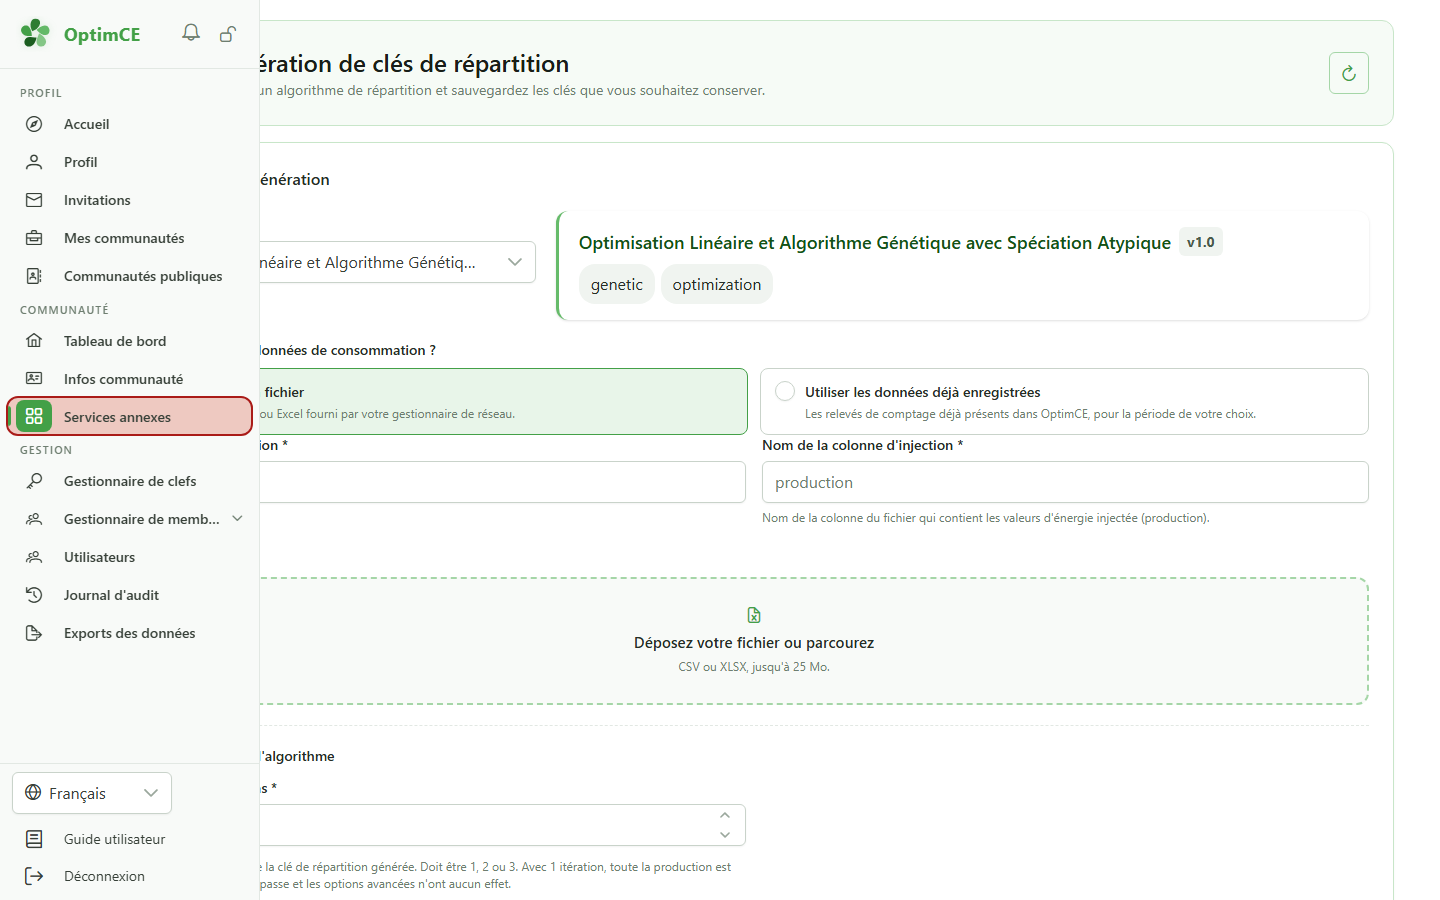 OptimCE
PROFIL
Accueil
Profil
Invitations
Mes communautés
Communautés publiques
COMMUNAUTÉ
Tableau de bord
Infos communauté
Services annexes
GESTION
Gestionnaire de clefs
Gestionnaire de memb...
Utilisateurs
Journal d'audit
Exports des données
Français
Guide utilisateur
Déconnexion
ération de clés de répartition
un algorithme de répartition et sauvegardez les clés que vous souhaitez conserver.
énération
néaire et Algorithme Génétiq...
Optimisation Linéaire et Algorithme Génétique avec Spéciation Atypique v1.0
genetic optimization
données de consommation ?
fichier
ou Excel fourni par votre gestionnaire de réseau.
Utiliser les données déjà enregistrées
Les relevés de comptage déjà présents dans OptimCE, pour la période de votre choix.
ion *
Nom de la colonne d'injection *
production
Nom de la colonne du fichier qui contient les valeurs d'énergie injectée (production).
Déposez votre fichier ou parcourez
CSV ou XLSX, jusqu'à 25 Mo.
l'algorithme
s *
la clé de répartition générée. Doit être 1, 2 ou 3. Avec 1 itération, toute la production est
passe et les options avancées n'ont aucun effet.